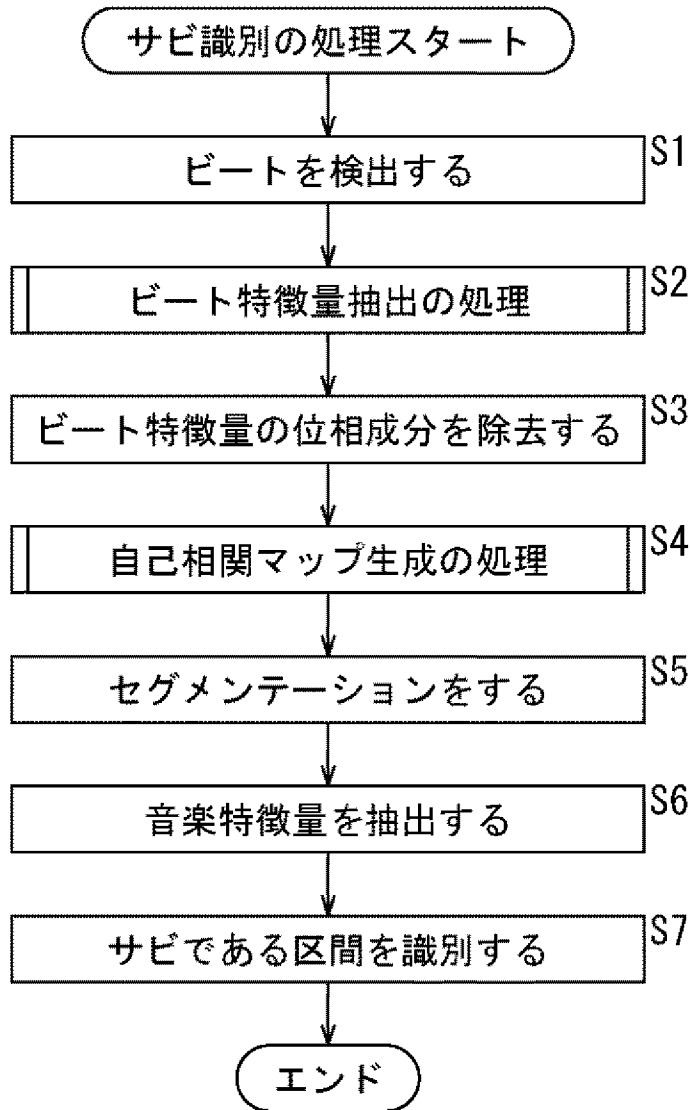 サビ識別の処理スタート
ビートを検出する
S1
ビート特徴量抽出の処理
S2
ビート特徴量の位相成分を除去する
S3
自己相関マップ生成の処理
S4
セグメンテーションをする
S5
音楽特徴量を抽出する
S6
サビである区間を識別する
S7
エンド